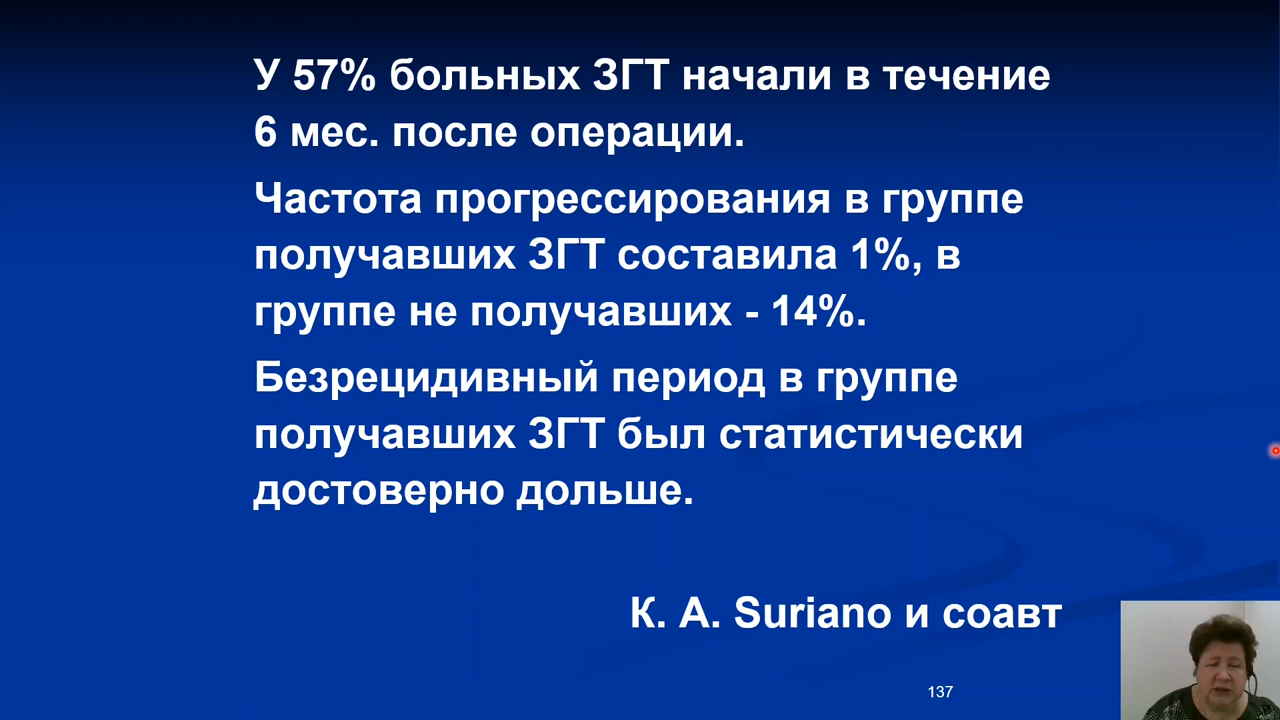 У 57% больных ЗГТ начали в течение
6 мес. после операции.
Частота прогрессирования в группе
получавших ЗГТ составила 1%, в
группе не получавших - 14%.
Безрецидивный период в группе
получавших ЗГТ был статистически
достоверно дольше.
К. А. Suriano и соавт
137